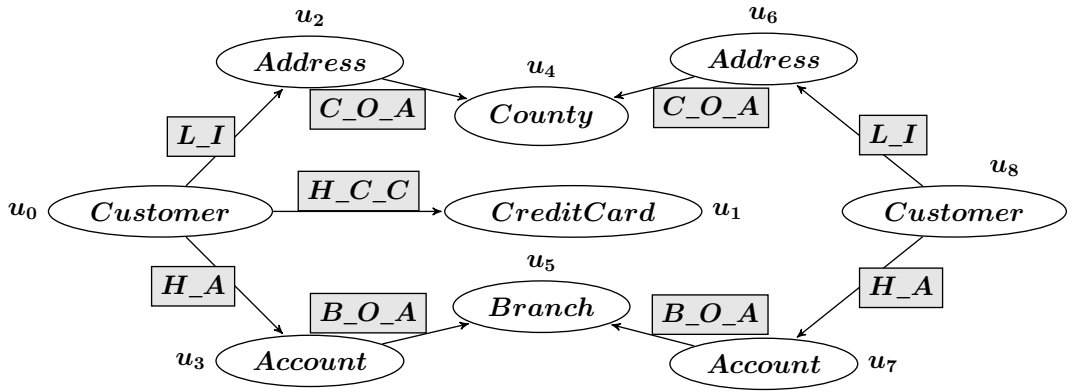 u₂
u₆
Address
Address
u₄
C_O_A
County
C_O_A
L_I
L_I
u₈
H_C_C
u₀
Customer
CreditCard
u₁
Customer
u₅
H_A
H_A
B_O_A
Branch
B_O_A
u₃
Account
Account
u₇